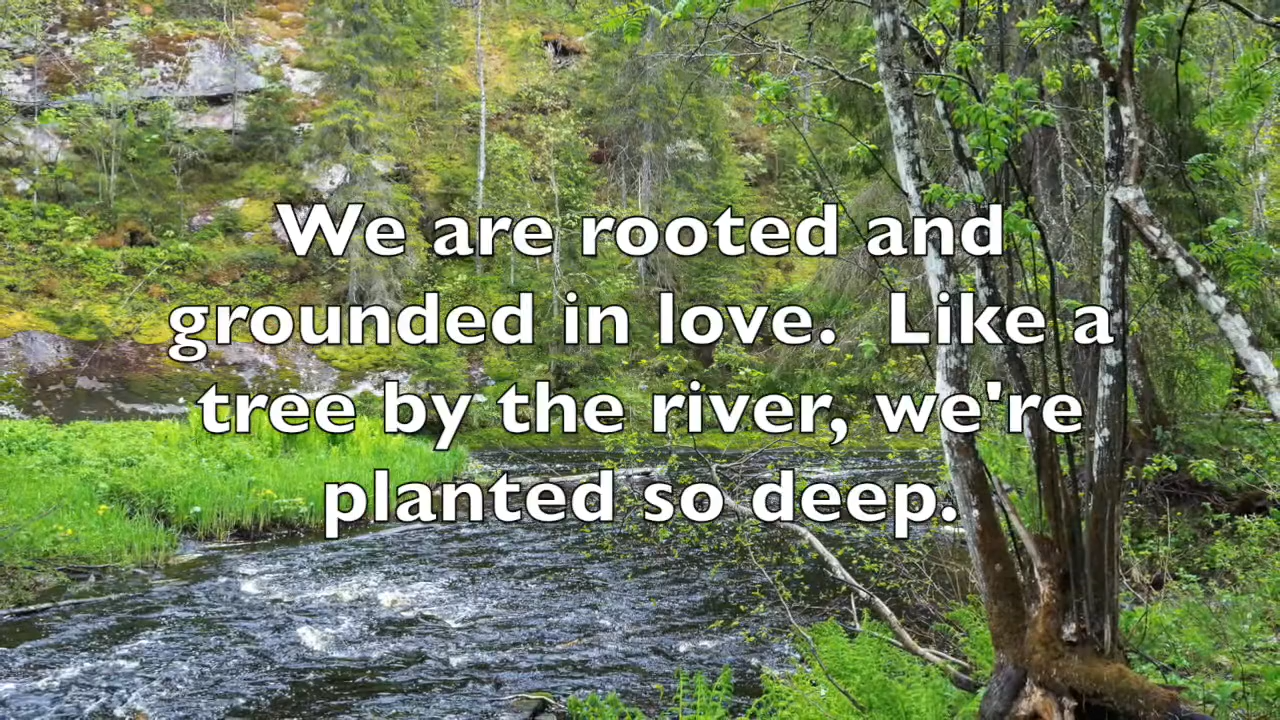 We are rooted and
grounded in love.  Like a
tree by the river, we're
planted so deep.